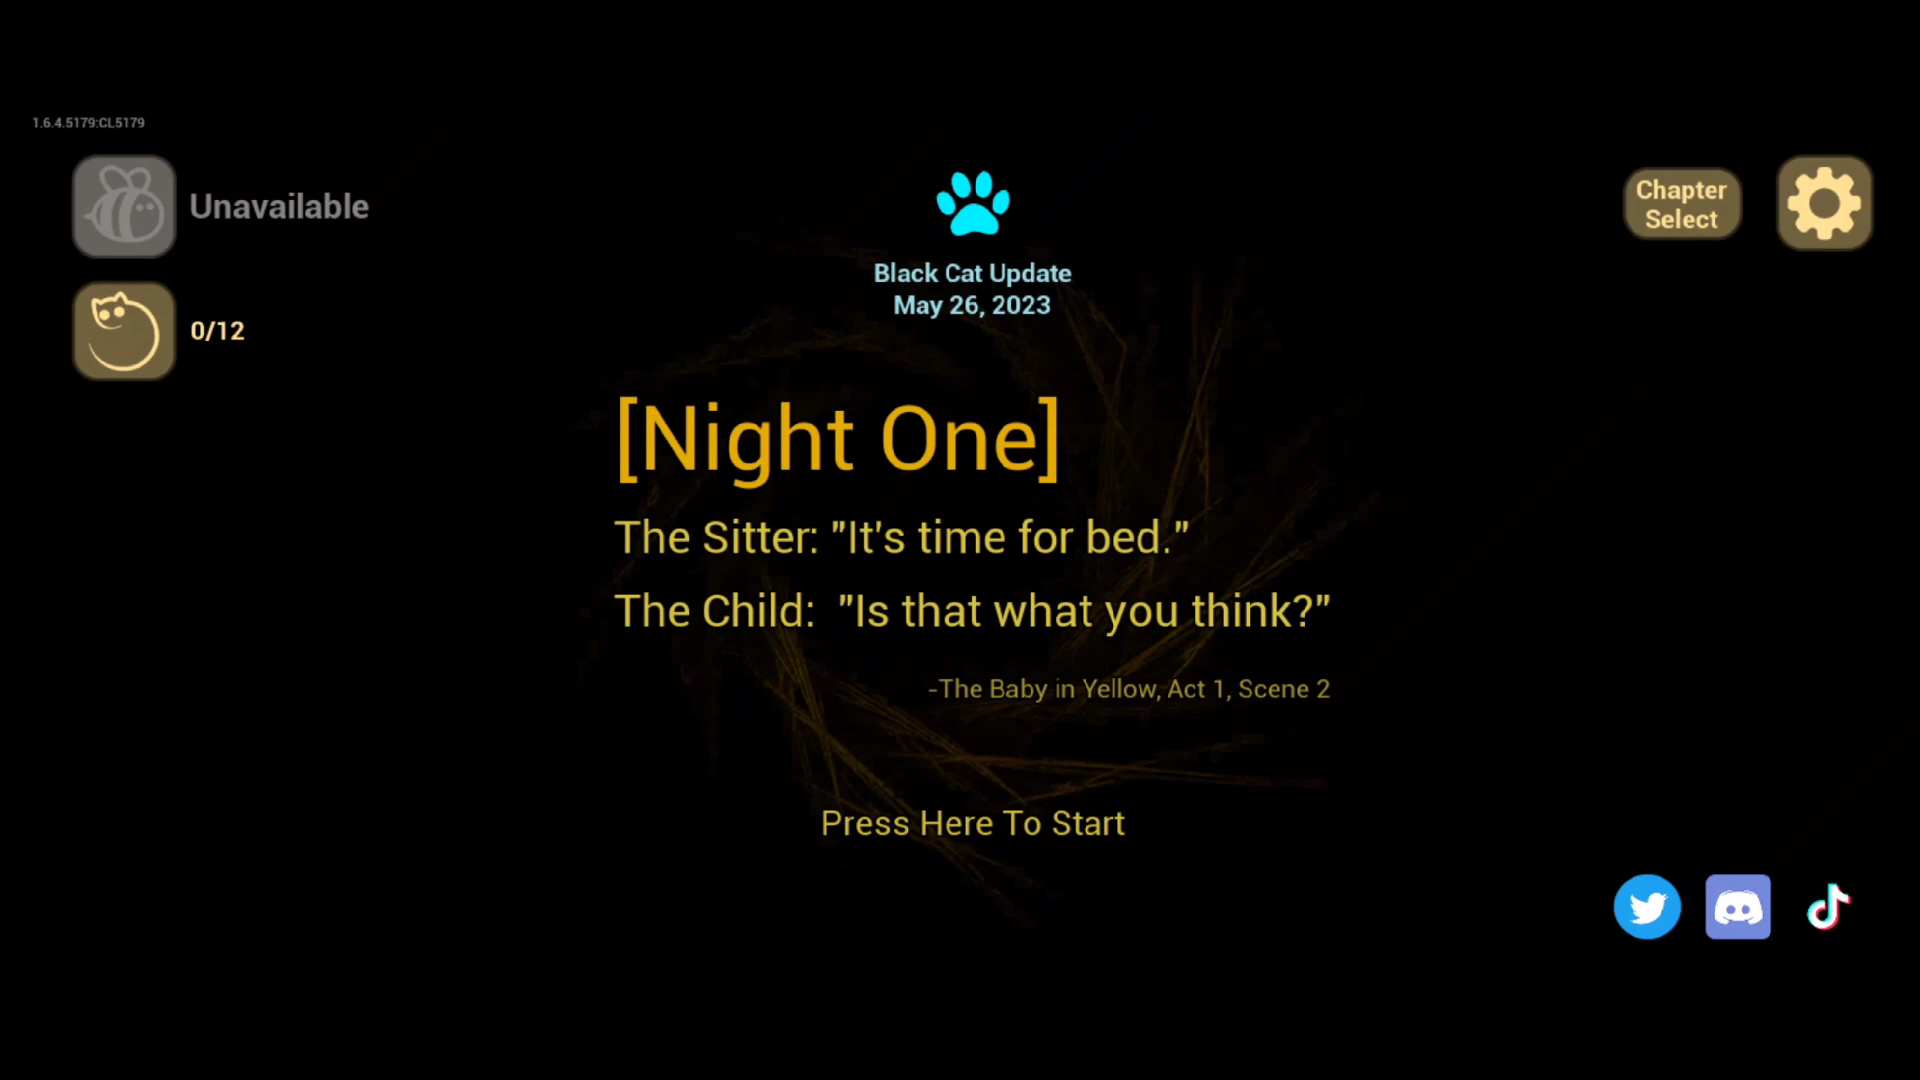 1.6.4.5179:CL5179
Unavailable
0/12
Black Cat Update
May 26, 2023
Chapter
Select
[Night One]
The Sitter: "It's time for bed."
The Child:  "Is that what you think?"
-The Baby in Yellow, Act 1, Scene 2
Press Here To Start